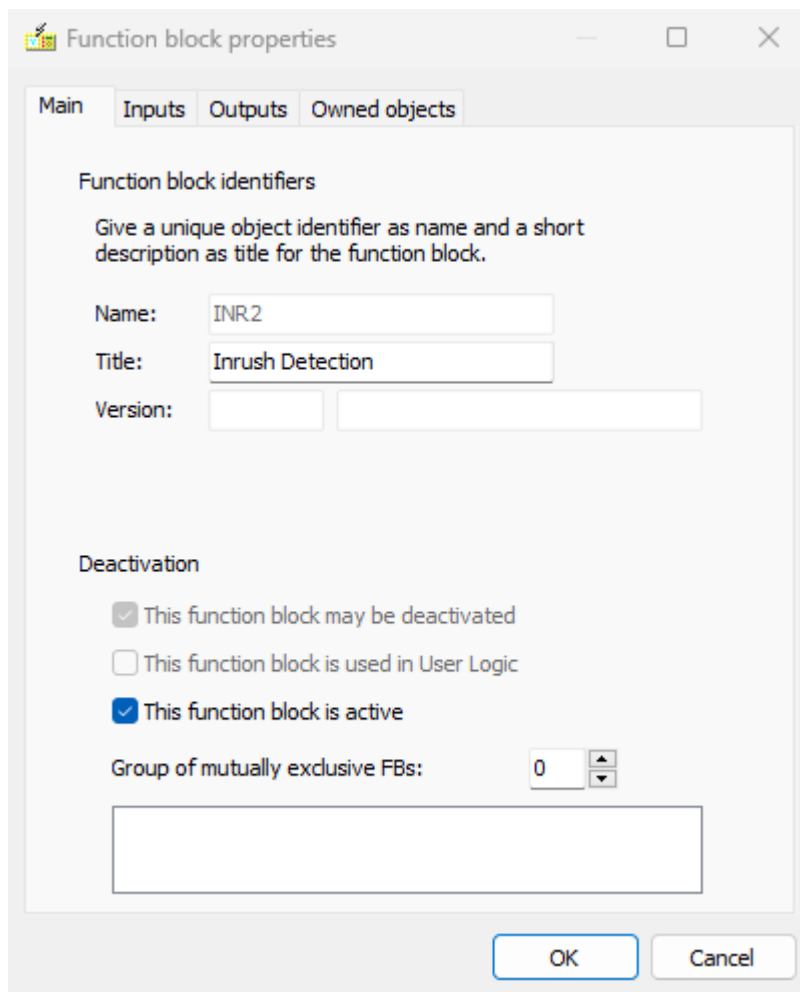 Function block properties
Main Inputs Outputs Owned objects
Function block identifiers
Give a unique object identifier as name and a short
description as title for the function block.
Name: INR2
Title: Inrush Detection
Version:
Deactivation
This function block may be deactivated
This function block is used in User Logic
This function block is active
Group of mutually exclusive FBs: 0
OK Cancel